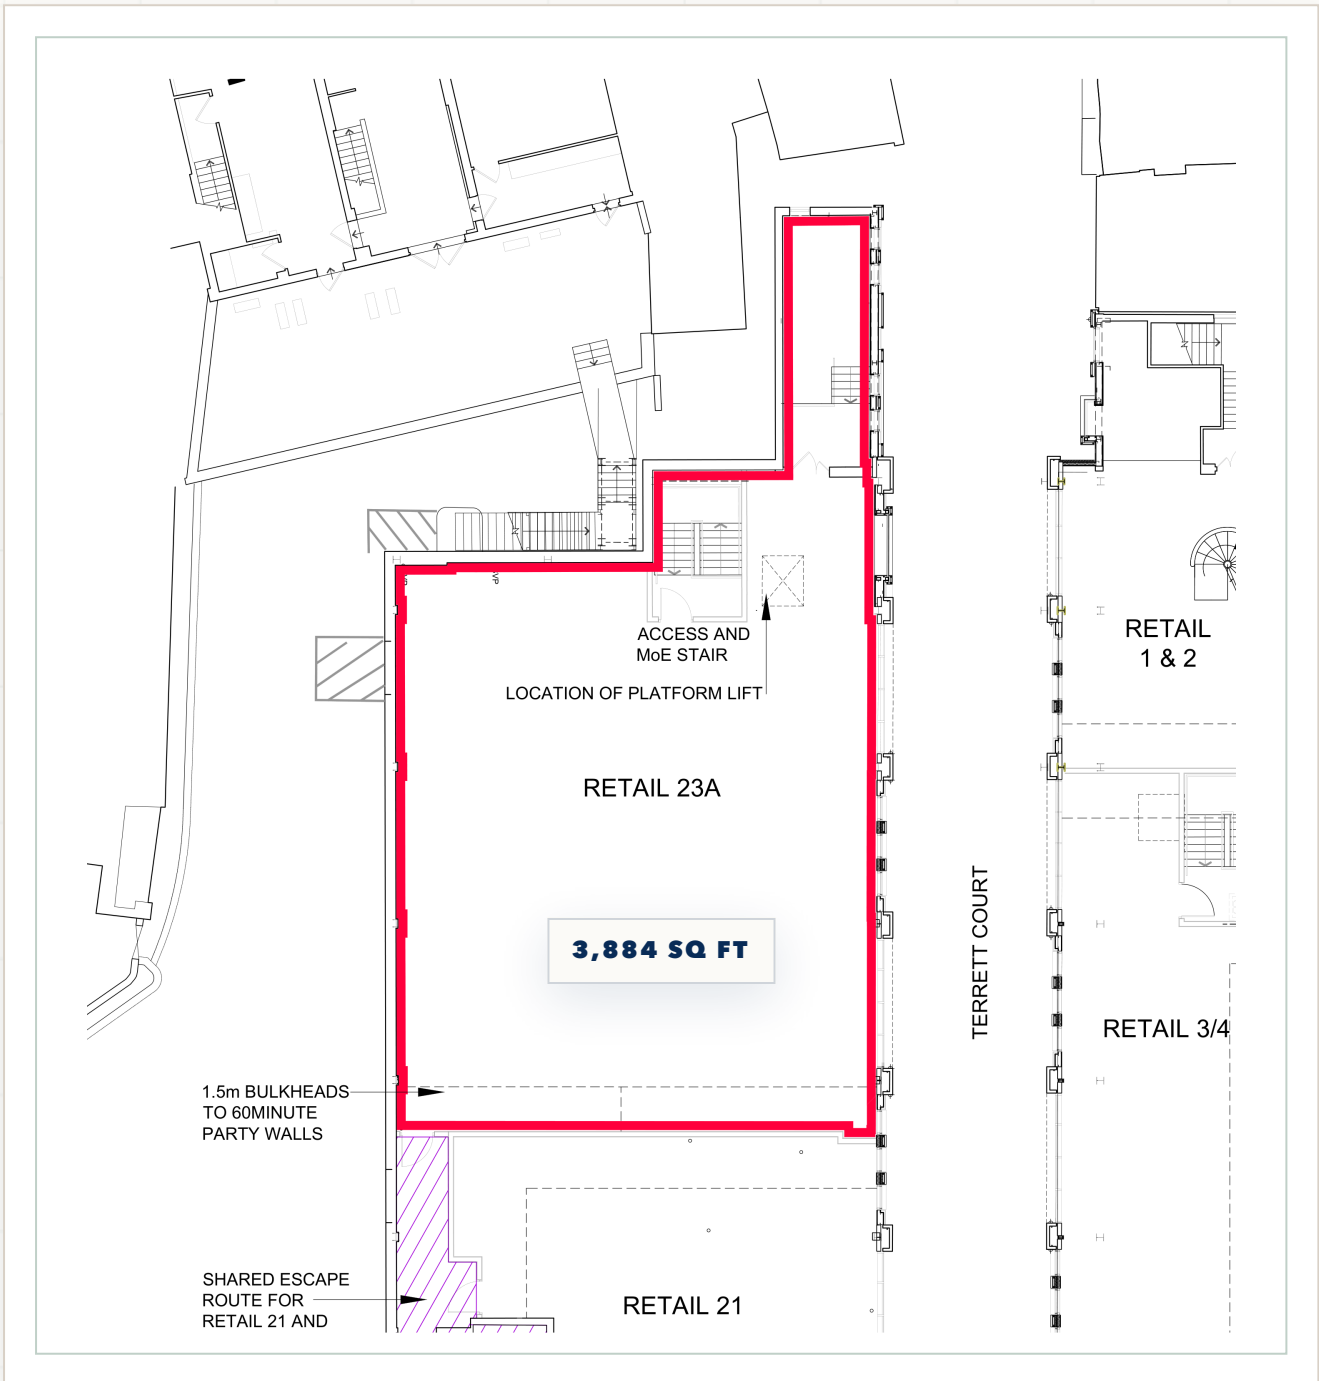 VP
ACCESS AND
MoE STAIR
LOCATION OF PLATFORM LIFT
RETAIL
1 & 2
RETAIL 23A
3,884 SQ FT
TERRETT COURT
RETAIL 3/4
1.5m BULKHEADS
TO 60MINUTE
PARTY WALLS
SHARED ESCAPE
ROUTE FOR
RETAIL 21 AND
RETAIL 21